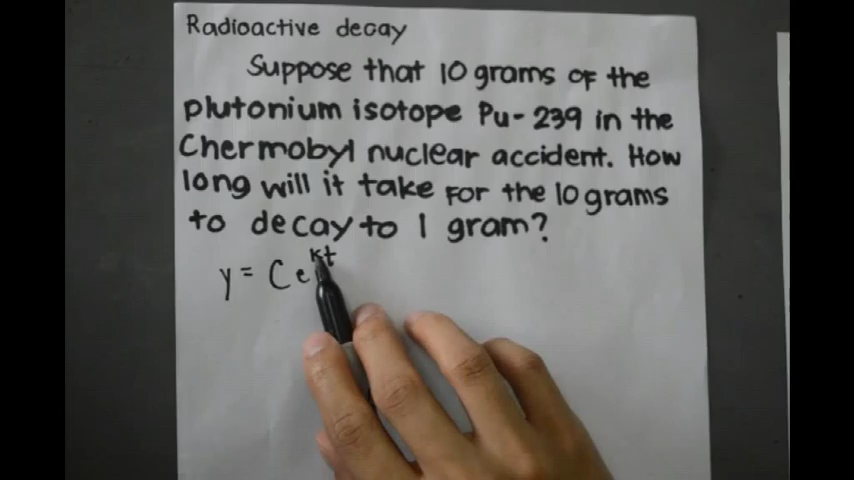 Radioactive decay
Suppose that 10 grams of the
plutonium isotope Pu-239 in the
Chermobyl nuclear accident. How
long will it take for the 10 grams
to decay to 1 gram?
y = Ce^kt